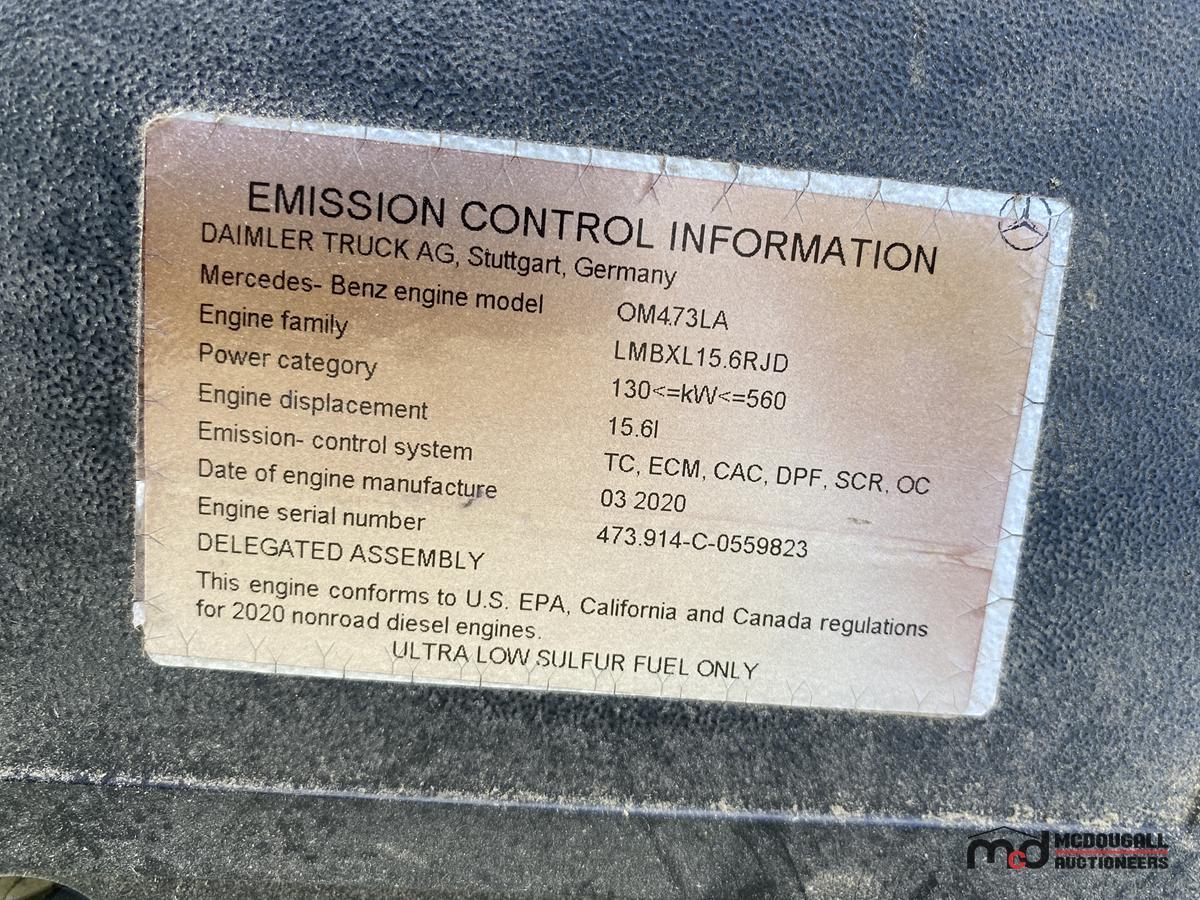 EMISSION CONTROL INFORMATION
DAIMLER TRUCK AG, Stuttgart, Germany
Mercedes- Benz engine model OM473LA
Engine family LMBXL15.6RJD
Power category 130<=kW<=560
Engine displacement 15.6l
Emission- control system TC, ECM, CAC, DPF, SCR, OC
Date of engine manufacture 03 2020
Engine serial number 473.914-C-0559823
DELEGATED ASSEMBLY
This engine conforms to U.S. EPA, California and Canada regulations
for 2020 nonroad diesel engines.
ULTRA LOW SULFUR FUEL ONLY
mcd MCDOUGALL
AUCTIONEERS